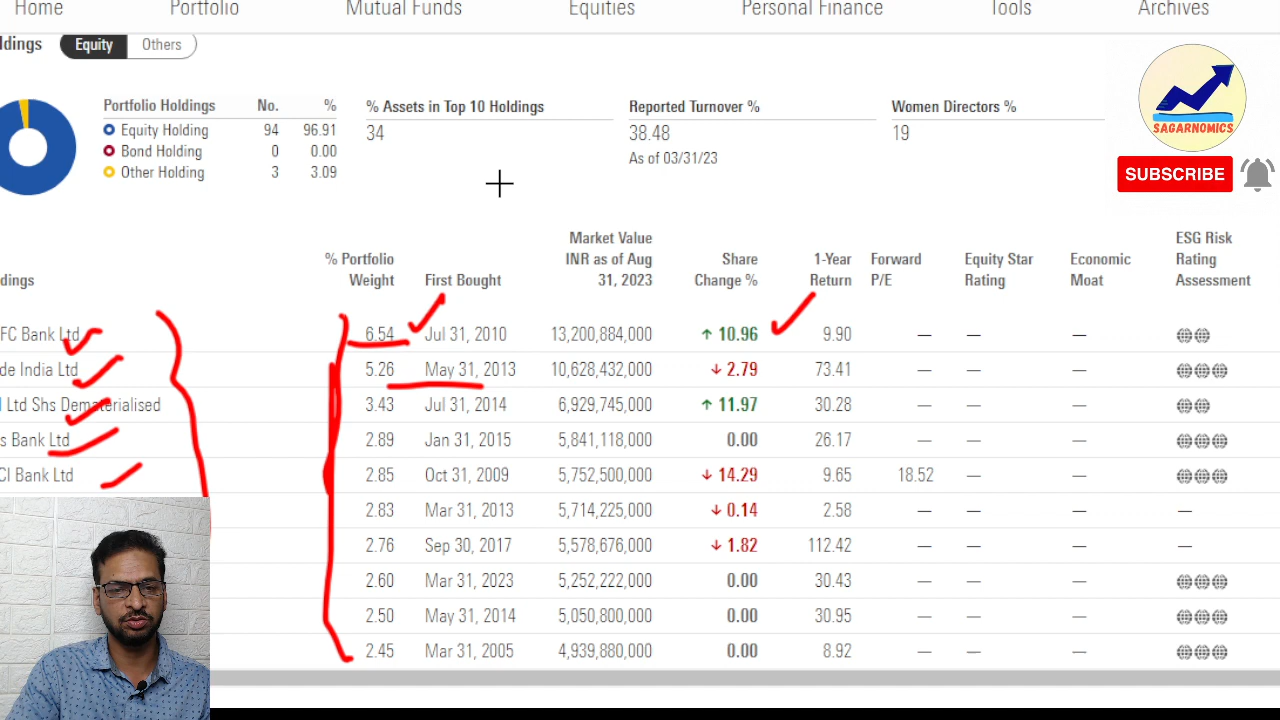 Home Portfolio Mutual Funds Equities Personal Finance Tools Archives
ldings Equity Others
Portfolio Holdings No. %
Equity Holding 94 96.91
Bond Holding 0 0.00
Other Holding 3 3.09
% Assets in Top 10 Holdings
34
Reported Turnover %
38.48
As of 03/31/23
Women Directors %
19
SAGARNOMICS
SUBSCRIBE
dings % Portfolio Weight First Bought Market Value INR as of Aug 31, 2023 Share Change % 1-Year Return Forward P/E Equity Star Rating Economic Moat ESG Risk Rating Assessment
FC Bank Ltd 6.54 Jul 31, 2010 13,200,884,000 ↑ 10.96 9.90 — — —
de India Ltd 5.26 May 31, 2013 10,628,432,000 ↓ 2.79 73.41 — — —
l Ltd Shs Dematerialised 3.43 Jul 31, 2014 6,929,745,000 ↑ 11.97 30.28 — — —
s Bank Ltd 2.89 Jan 31, 2015 5,841,118,000 0.00 26.17 — — —
CI Bank Ltd 2.85 Oct 31, 2009 5,752,500,000 ↓ 14.29 9.65 18.52 — —
2.83 Mar 31, 2013 5,714,225,000 ↓ 0.14 2.58 — — — —
2.76 Sep 30, 2017 5,578,676,000 ↓ 1.82 112.42 — — — —
2.60 Mar 31, 2023 5,252,222,000 0.00 30.43 — — —
2.50 May 31, 2014 5,050,800,000 0.00 30.95 — — —
2.45 Mar 31, 2005 4,939,880,000 0.00 8.92 — — —